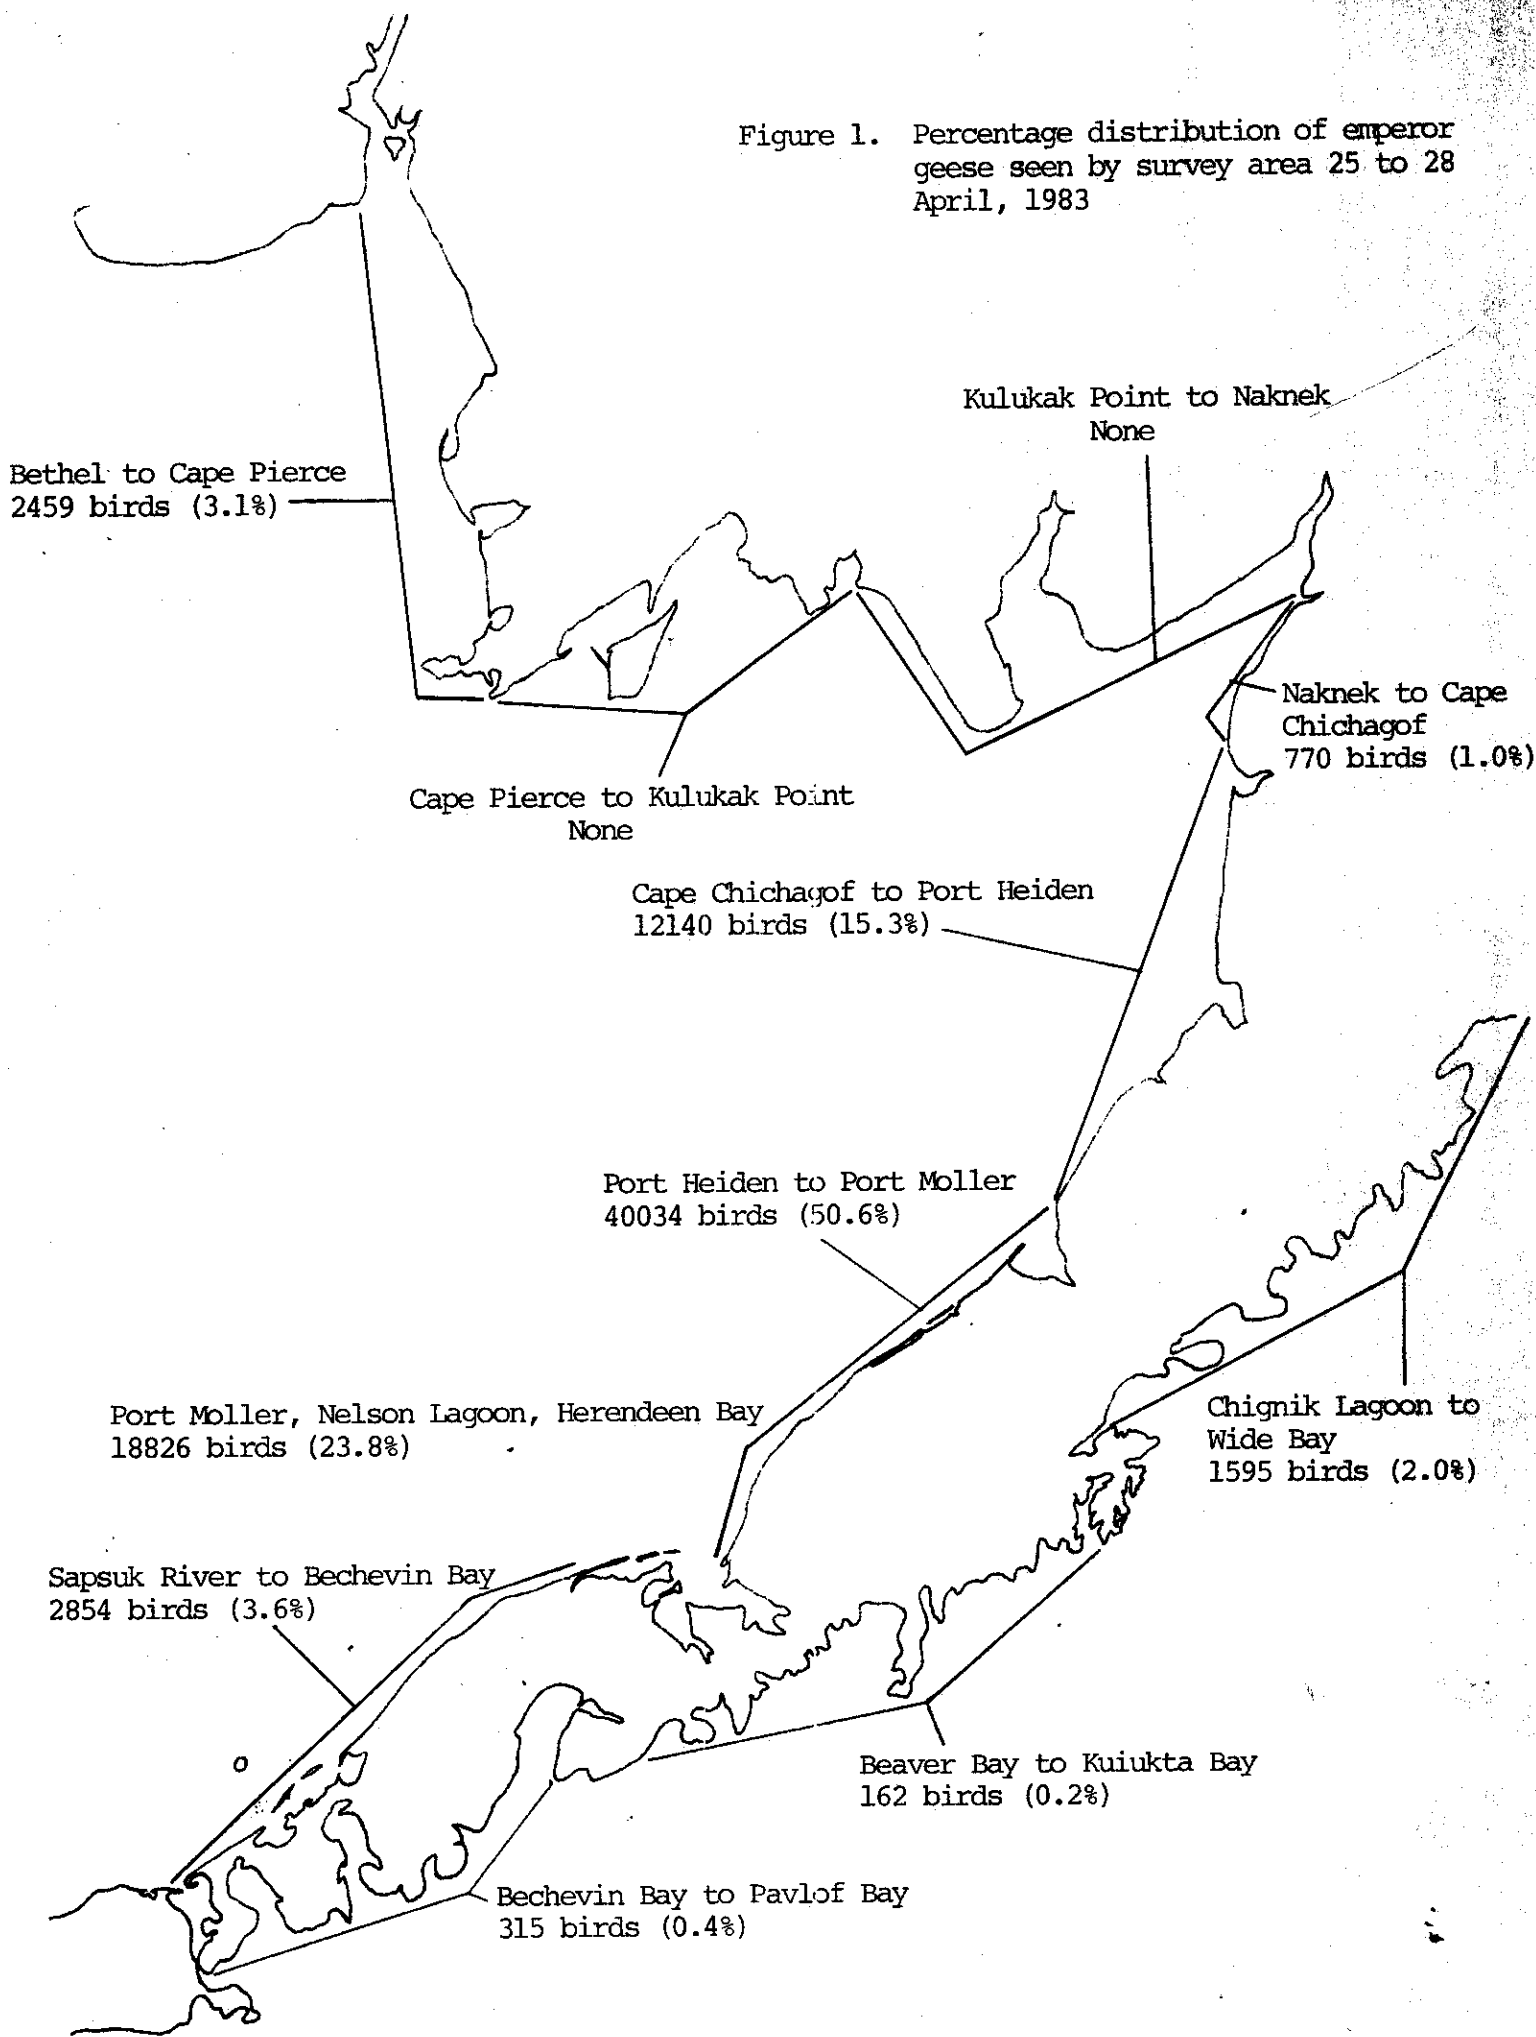 Figure 1. Percentage distribution of emperor
geese seen by survey area 25 to 28
April, 1983
Kulukak Point to Naknek
None
Bethel to Cape Pierce
2459 birds (3.1%)
Naknek to Cape
Chichagof
770 birds (1.0%)
Cape Pierce to Kulukak Point
None
Cape Chichagof to Port Heiden
12140 birds (15.3%)
Port Heiden to Port Moller
40034 birds (50.6%)
Port Moller, Nelson Lagoon, Herendeen Bay
18826 birds (23.8%)
Chignik Lagoon to
Wide Bay
1595 birds (2.0%)
Sapsuk River to Bechevin Bay
2854 birds (3.6%)
Beaver Bay to Kuiukta Bay
162 birds (0.2%)
Bechevin Bay to Pavlof Bay
315 birds (0.4%)